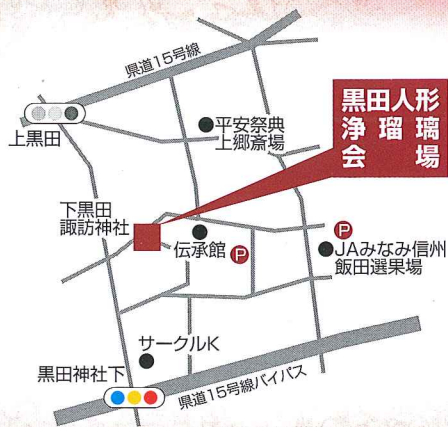 県道15号線
上黒田
平安祭典
上郷斎場
黒田人形
浄瑠璃
会場
下黒田
諏訪神社
伝承館
P
P
JAみなみ信州
飯田選果場
サークルK
黒田神社下
県道15号線バイパス